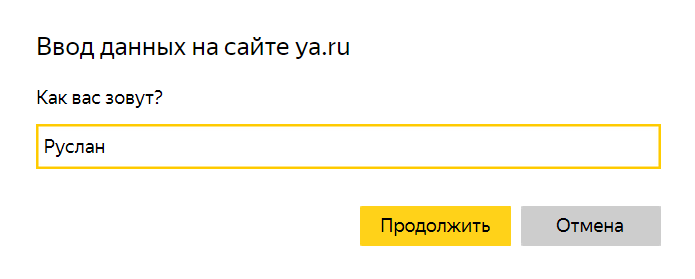 Ввод данных на сайте ya.ru
Как вас зовут?
Руслан
Продолжить Отмена